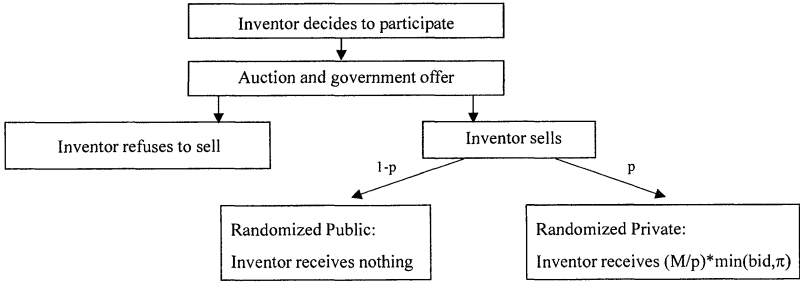 Inventor decides to participate
Auction and government offer
Inventor refuses to sell
Inventor sells
1-p
p
Randomized Public:
Inventor receives nothing
Randomized Private:
Inventor receives (M/p)*min(bid,π)